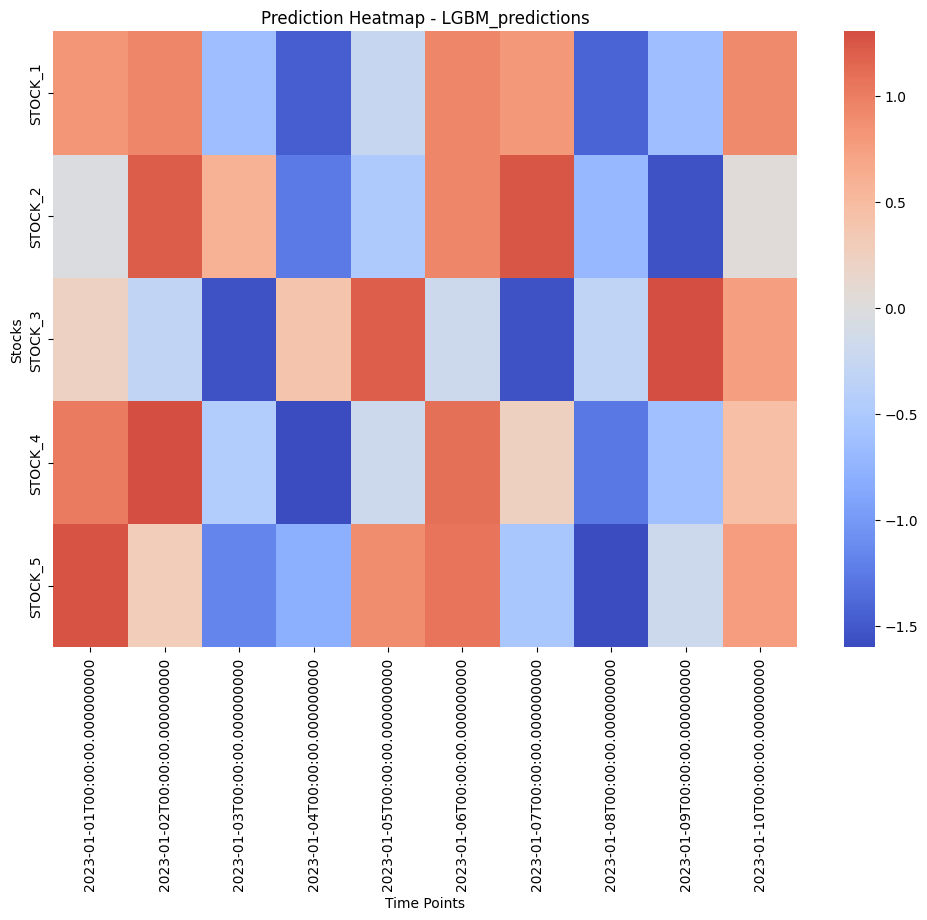 Prediction Heatmap - LGBM_predictions
Stocks
STOCK_1
STOCK_2
STOCK_3
STOCK_4
STOCK_5
1.0
0.5
0.0
−0.5
−1.0
−1.5
2023-01-01T00:00:00.000000000
2023-01-02T00:00:00.000000000
2023-01-03T00:00:00.000000000
2023-01-04T00:00:00.000000000
2023-01-05T00:00:00.000000000
2023-01-06T00:00:00.000000000
2023-01-07T00:00:00.000000000
2023-01-08T00:00:00.000000000
2023-01-09T00:00:00.000000000
2023-01-10T00:00:00.000000000
Time Points